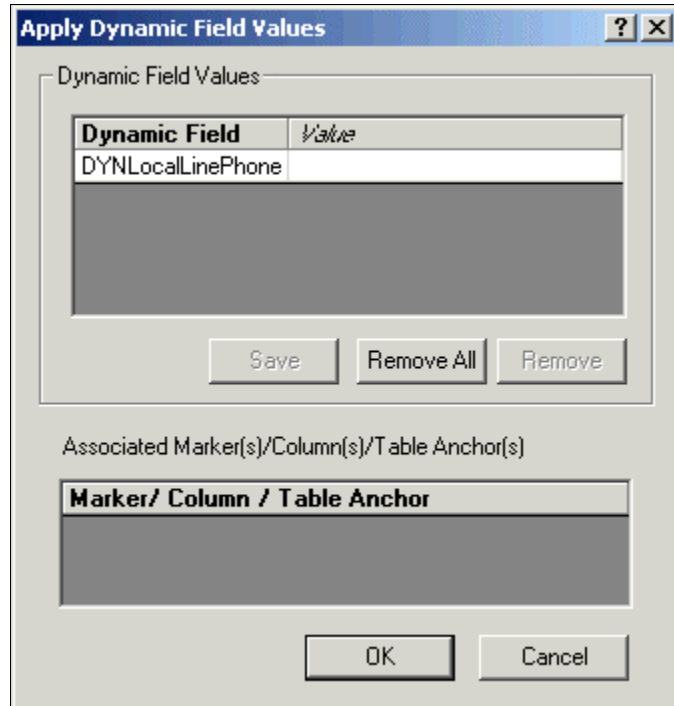 Apply Dynamic Field Values
Dynamic Field Values
Dynamic Field Value
DYNLocalLinePhone
Save Remove All Remove
Associated Marker(s)/Column(s)/Table Anchor(s)
Marker/ Column / Table Anchor
OK Cancel